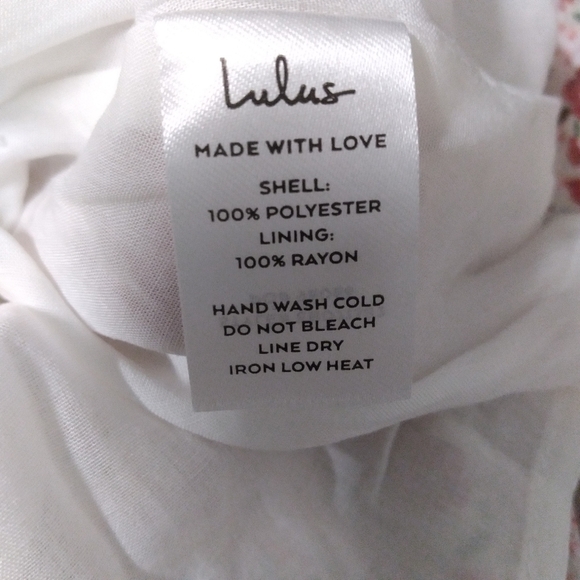 Lulus
MADE WITH LOVE
SHELL:
100% POLYESTER
LINING:
100% RAYON
HAND WASH COLD
DO NOT BLEACH
LINE DRY
IRON LOW HEAT